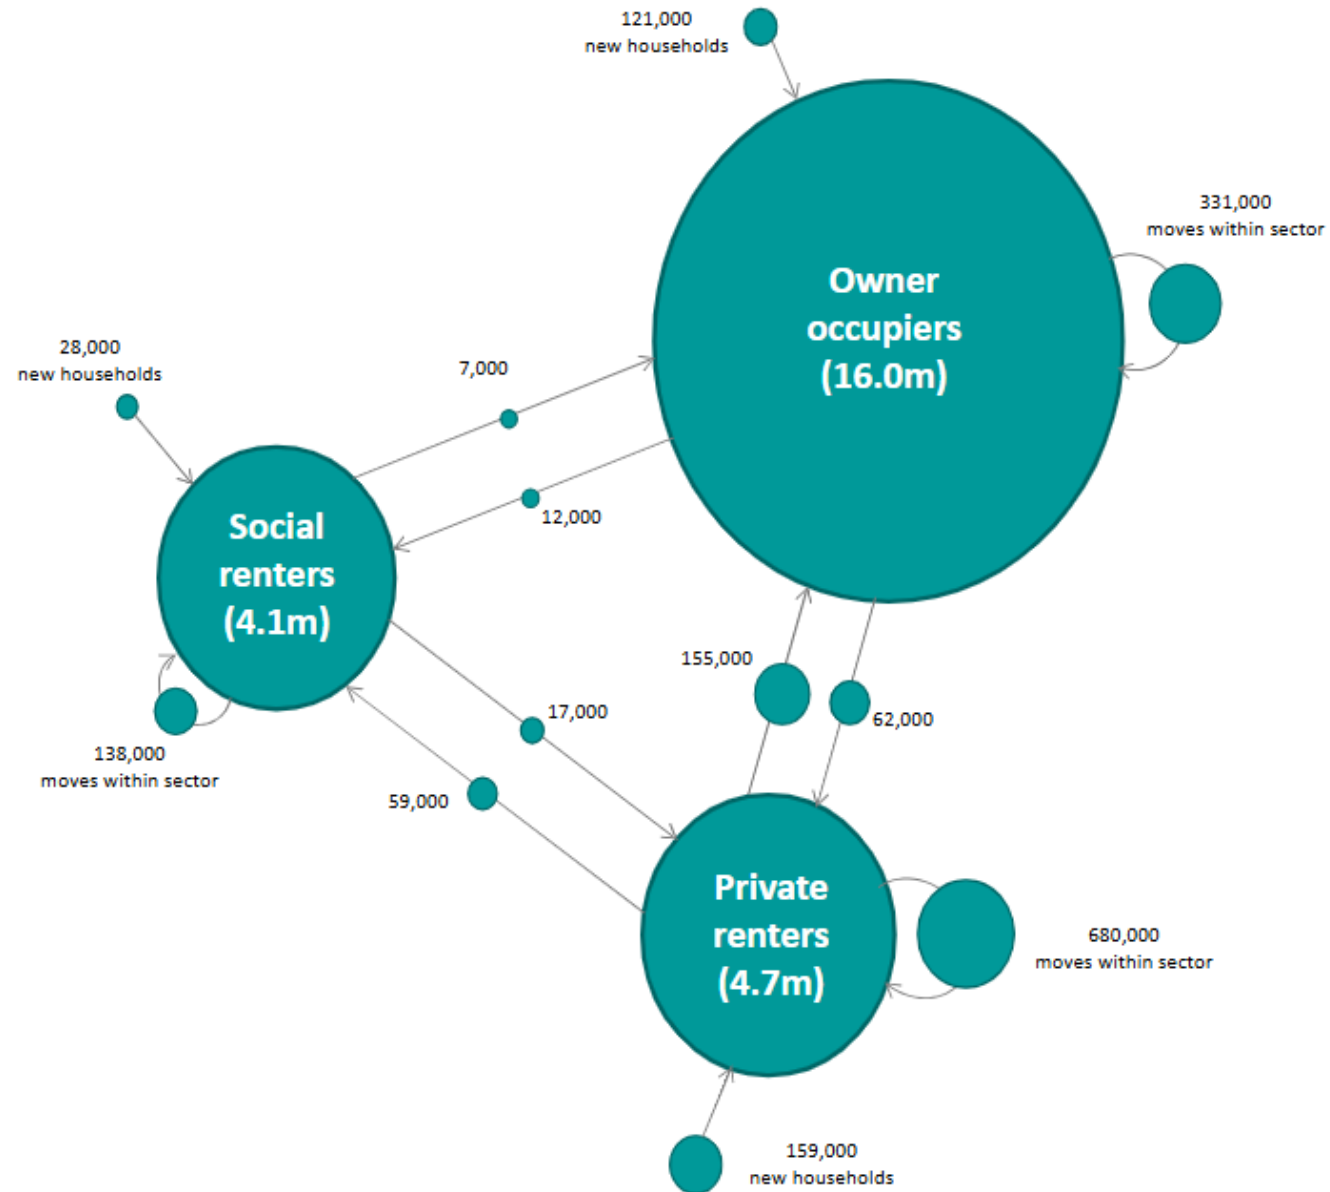 121,000
new households
Owner
occupiers
(16.0m)
331,000
moves within sector
28,000
new households
7,000
12,000
Social
renters
(4.1m)
138,000
moves within sector
17,000
59,000
155,000
62,000
Private
renters
(4.7m)
680,000
moves within sector
159,000
new households